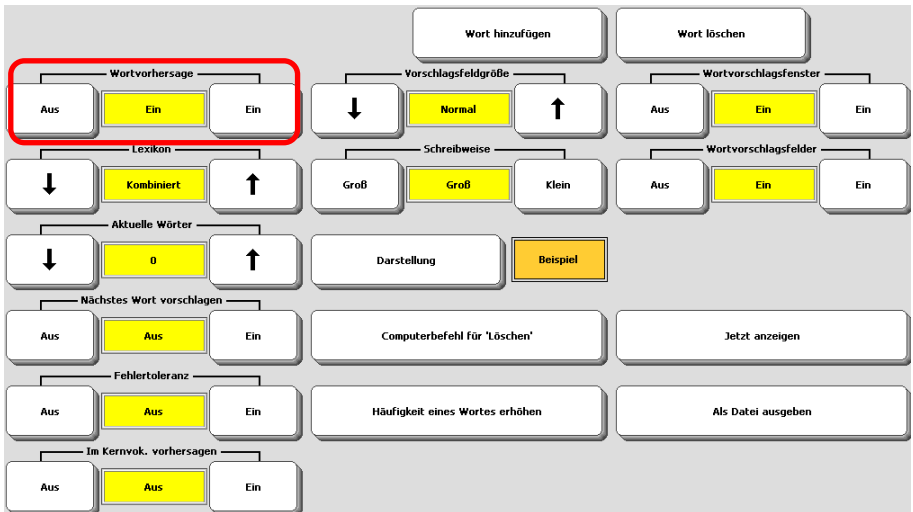 Wort hinzufügen Wort löschen
Wortvorhersage Vorschlagsfeldgröße Wortvorschlagsfenster
Aus Ein Ein ↓ Normal ↑ Aus Ein Ein
Lexikon Schreibweise Wortvorschlagsfelder
↓ Kombiniert ↑ Groß Groß Klein Aus Ein Ein
Aktuelle Wörter
↓ 0 ↑ Darstellung Beispiel
Nächstes Wort vorschlagen
Aus Aus Ein Computerbefehl für 'Löschen' Jetzt anzeigen
Fehlertoleranz
Aus Aus Ein Häufigkeit eines Wortes erhöhen Als Datei ausgeben
Im Kernvok. vorhersagen
Aus Aus Ein